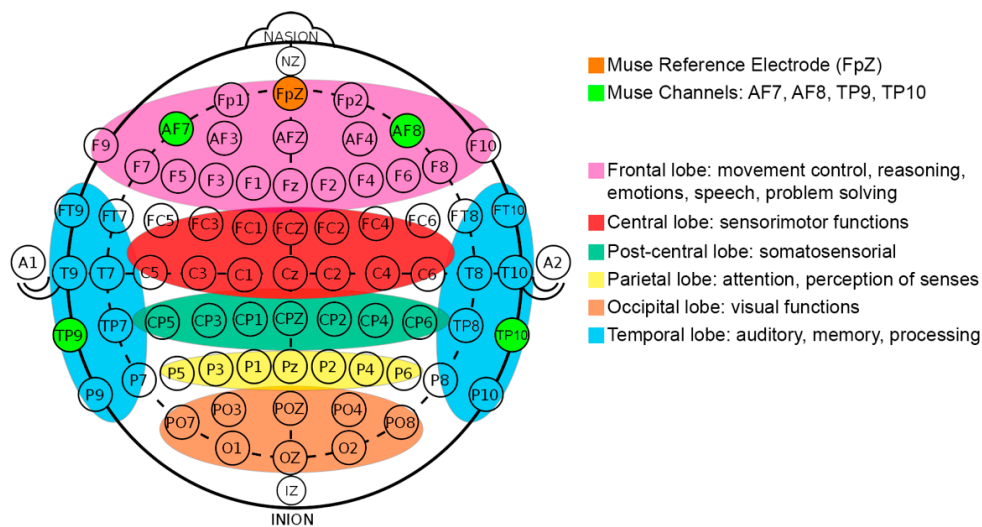 NASION
NZ
Fp1 FpZ Fp2
AF7 AF3 AFZ AF4 AF8
F9 F10
F7 F5 F3 F1 Fz F2 F4 F6 F8
FT9 FT7 FC5 FC3 FC1 FCZ FC2 FC4 FC6 FT8 FT10
A1 T9 T7 C5 C3 C1 Cz C2 C4 C6 T8 T10 A2
TP9 TP7 CP5 CP3 CP1 CPZ CP2 CP4 CP6 TP8 TP10
P9 P7 P5 P3 P1 Pz P2 P4 P6 P8 P10
PO7 PO3 POZ PO4 PO8
O1 OZ O2
IZ
INION
Muse Reference Electrode (FpZ)
Muse Channels: AF7, AF8, TP9, TP10
Frontal lobe: movement control, reasoning,
emotions, speech, problem solving
Central lobe: sensorimotor functions
Post-central lobe: somatosensorial
Parietal lobe: attention, perception of senses
Occipital lobe: visual functions
Temporal lobe: auditory, memory, processing